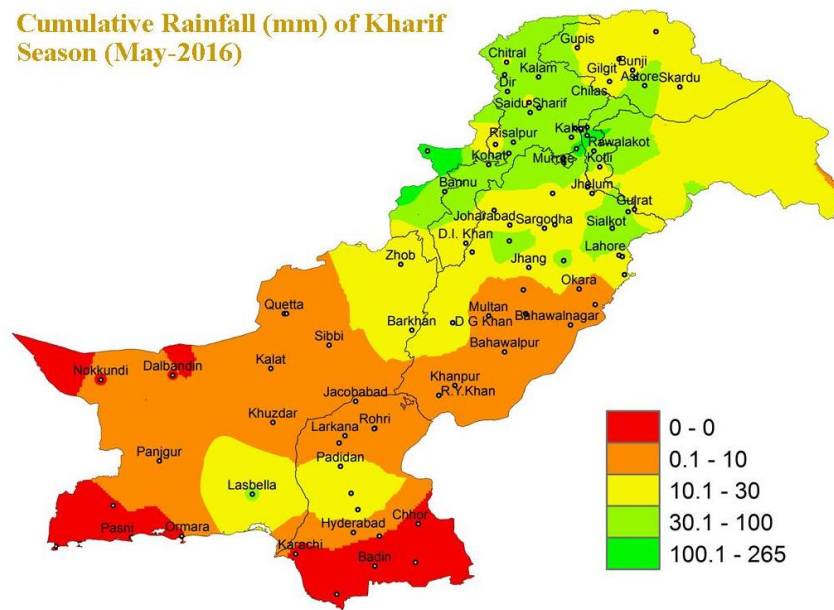 Cumulative Rainfall (mm) of Kharif
Season (May-2016)
Gupis
Chitral
Bunji
Kalam
Gilgit
Astore
Dir
Skardu
Chilas
Saidu Sharif
Kakul
Risalpur
Rawalakot
Kohat
Murree
Kotli
Bannu
Jhelum
Gujrat
Joharabad
Sargodha
Sialkot
D.I. Khan
Lahore
Zhob
Jhang
Okara
Quetta
Multan
Barkhan
D G Khan
Bahawalnagar
Sibbi
Bahawalpur
Nokkundi
Dalbandin
Kalat
Khanpur
Jacobabad
R.Y.Khan
Khuzdar
Rohri
Larkana
Panjgur
Padidan
Lasbella
Pasni
Ormara
Hyderabad
Chhor
Karachi
Badin
0 - 0
0.1 - 10
10.1 - 30
30.1 - 100
100.1 - 265